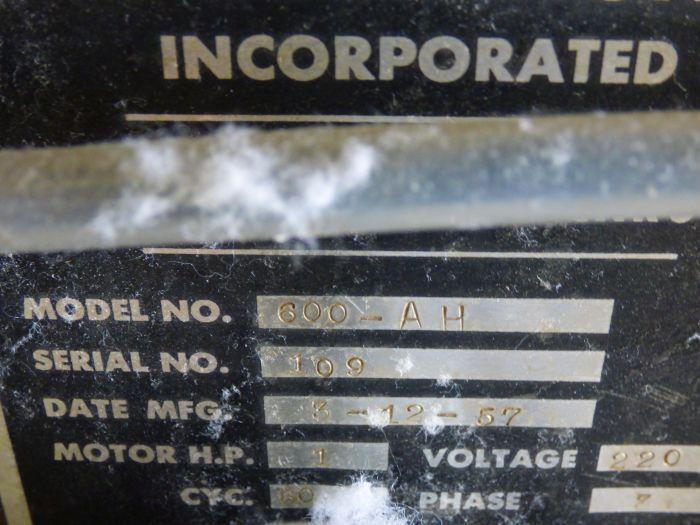 INCORPORATED
MODEL NO. 600-AH
SERIAL NO. 109
DATE MFG. 3-12-57
MOTOR H.P. 1 VOLTAGE 220
CYC. 60 PHASE